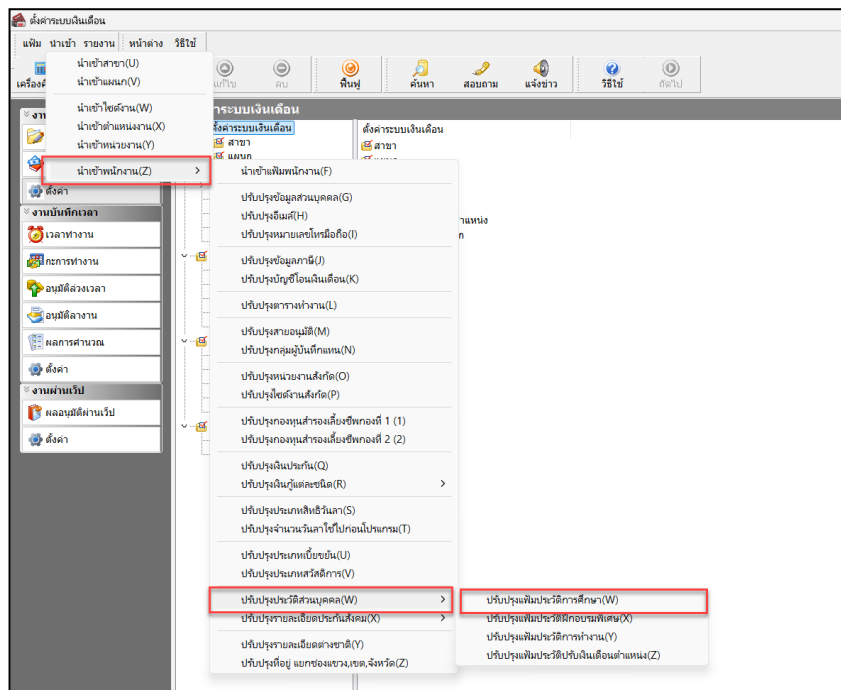 ตั้งค่าระบบเงินเดือน
แฟ้ม นำเข้า รายงาน หน้าต่าง วิธีใช้
แก้ไข ลบ ฟื้นฟู ค้นหา สอบถาม แจ้งข่าว วิธีใช้ ถัดไป
นำเข้าสาขา(U)
นำเข้าแผนก(V)
นำเข้าไซด์งาน(W)
นำเข้าตำแหน่งงาน(X)
นำเข้าหน่วยงาน(Y)
นำเข้าพนักงาน(Z)
ตั้งค่า
งานบันทึกเวลา
เวลาทำงาน
กะการทำงาน
อนุมัติล่วงเวลา
อนุมัติลางาน
ผลการคำนวณ
ตั้งค่า
งานผ่านเว็ป
ผลอนุมัติผ่านเว็ป
ตั้งค่า
ตั้งค่าระบบเงินเดือน
สาขา
แผนก
ตั้งค่าระบบเงินเดือน
สาขา
นำเข้าแฟ้มพนักงาน(F)
ปรับปรุงข้อมูลส่วนบุคคล(G)
ปรับปรุงอีเมล์(H)
ปรับปรุงหมายเลขโทรมือถือ(I)
ปรับปรุงข้อมูลภาษี(J)
ปรับปรุงบัญชีโอนเงินเดือน(K)
ปรับปรุงตารางทำงาน(L)
ปรับปรุงสายอนุมัติ(M)
ปรับปรุงกลุ่มผู้บันทึกแทน(N)
ปรับปรุงหน่วยงานสังกัด(O)
ปรับปรุงไซด์งานสังกัด(P)
ปรับปรุงกองทุนสำรองเลี้ยงชีพกองที่ 1 (1)
ปรับปรุงกองทุนสำรองเลี้ยงชีพกองที่ 2 (2)
ปรับปรุงเงินประกัน(Q)
ปรับปรุงเงินกู้แต่ละชนิด(R)
ปรับปรุงประเภทสิทธิวันลา(S)
ปรับปรุงจำนวนวันลาใช้ไปก่อนโปรแกรม(T)
ปรับปรุงประเภทเบี้ยขยัน(U)
ปรับปรุงประเภทสวัสดิการ(V)
ปรับปรุงประวัติส่วนบุคคล(W)
ปรับปรุงรายละเอียดประกันสังคม(X)
ปรับปรุงรายละเอียดต่างชาติ(Y)
ปรับปรุงที่อยู่ แยกช่องแขวง,เขต,จังหวัด(Z)
ปรับปรุงแฟ้มประวัติการศึกษา(W)
ปรับปรุงแฟ้มประวัติฝึกอบรมพิเศษ(X)
ปรับปรุงแฟ้มประวัติการทำงาน(Y)
ปรับปรุงแฟ้มประวัติปรับเงินเดือนตำแหน่ง(Z)